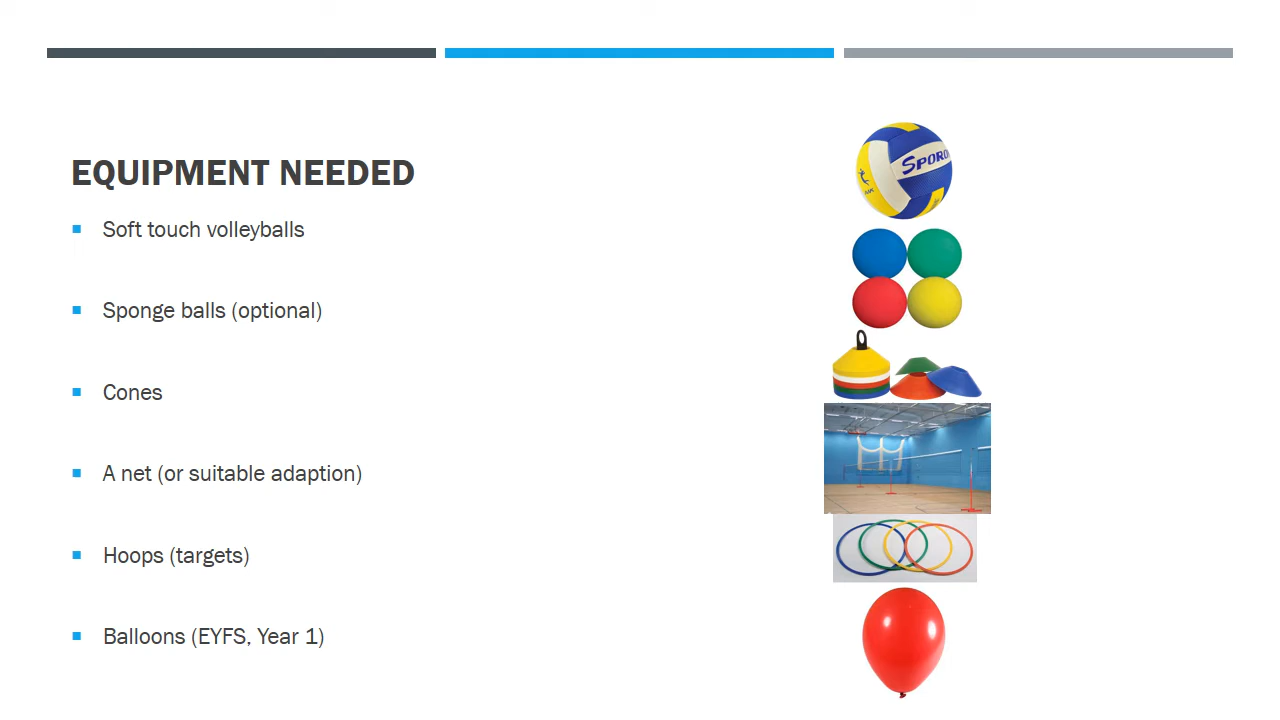 EQUIPMENT NEEDED
Soft touch volleyballs
Sponge balls (optional)
Cones
A net (or suitable adaption)
Hoops (targets)
Balloons (EYFS, Year 1)